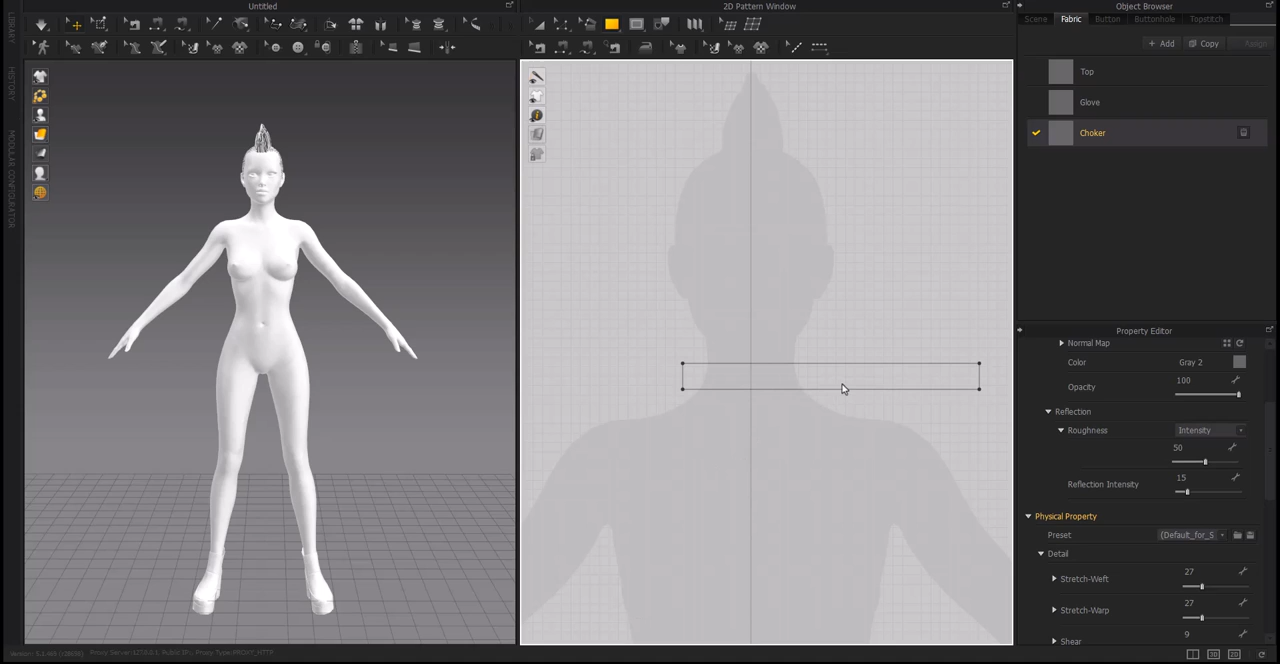 Untitled
2D Pattern Window
Object Browser
Scene Fabric Button Buttonhole Topstitch
+ Add Copy Assign
Top
Glove
Choker
LIBRARY
HISTORY
MODULAR CONFIGURATOR
Property Editor
Normal Map
Color Gray 2
Opacity 100
Reflection
Roughness Intensity
50
Reflection Intensity 15
Physical Property
Preset (Default_for_S
Detail
Stretch-Weft 27
Stretch-Warp 27
Shear 9
3D 2D